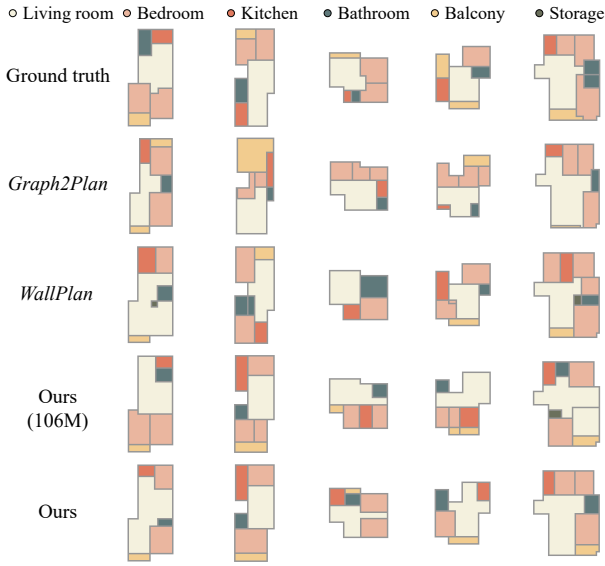 Living room Bedroom Kitchen Bathroom Balcony Storage
Ground truth
Graph2Plan
WallPlan
Ours
(106M)
Ours